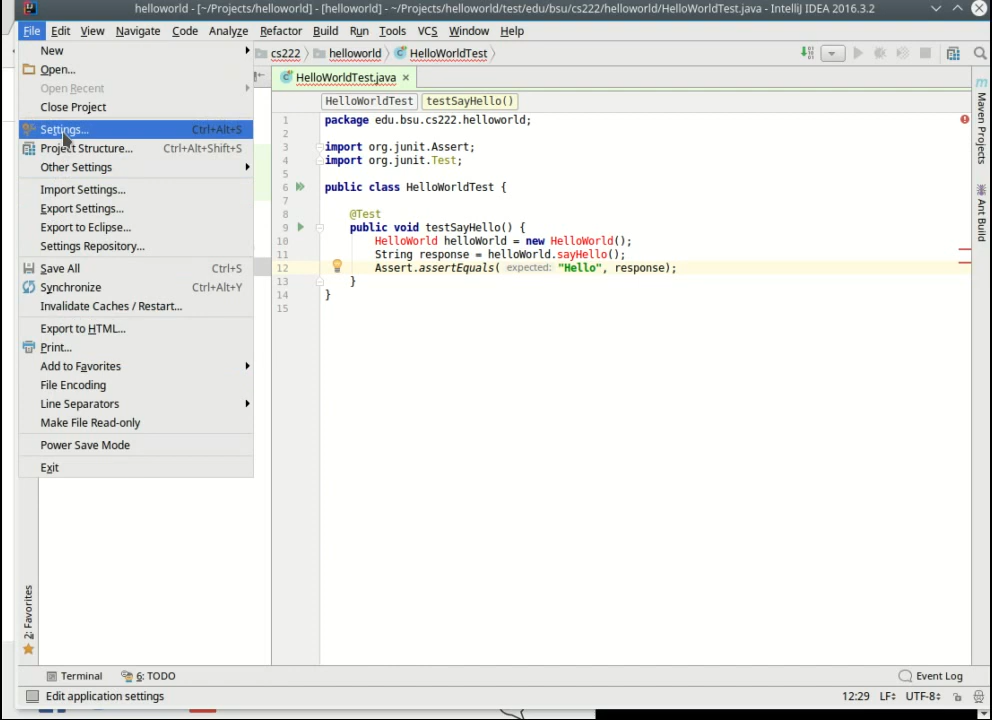 helloworld - [~/Projects/helloworld] - [helloworld] - ~/Projects/helloworld/test/edu/bsu/cs222/helloworld/HelloWorldTest.java - IntelliJ IDEA 2016.3.2
File Edit View Navigate Code Analyze Refactor Build Run Tools VCS Window Help
New
Open...
Open Recent
Close Project
Settings... Ctrl+Alt+S
Project Structure... Ctrl+Alt+Shift+S
Other Settings
Import Settings...
Export Settings...
Export to Eclipse...
Settings Repository...
Save All Ctrl+S
Synchronize Ctrl+Alt+Y
Invalidate Caches / Restart...
Export to HTML...
Print...
Add to Favorites
File Encoding
Line Separators
Make File Read-only
Power Save Mode
Exit
cs222 helloworld HelloWorldTest
HelloWorldTest.java
HelloWorldTest testSayHello()
1 package edu.bsu.cs222.helloworld;
2
3 import org.junit.Assert;
4 import org.junit.Test;
5
6 public class HelloWorldTest {
7
8 @Test
9 public void testSayHello() {
10 HelloWorld helloWorld = new HelloWorld();
11 String response = helloWorld.sayHello();
12 Assert.assertEquals( expected: "Hello", response);
13 }
14 }
15
Maven Projects
Ant Build
2: Favorites
Terminal 6: TODO Event Log
Edit application settings 12:29 LF UTF-8